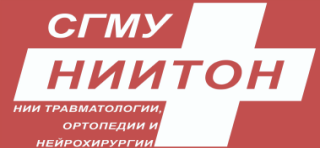 СГМУ
НИИТОН
НИИ ТРАВМАТОЛОГИИ,
ОРТОПЕДИИ И
НЕЙРОХИРУРГИИ